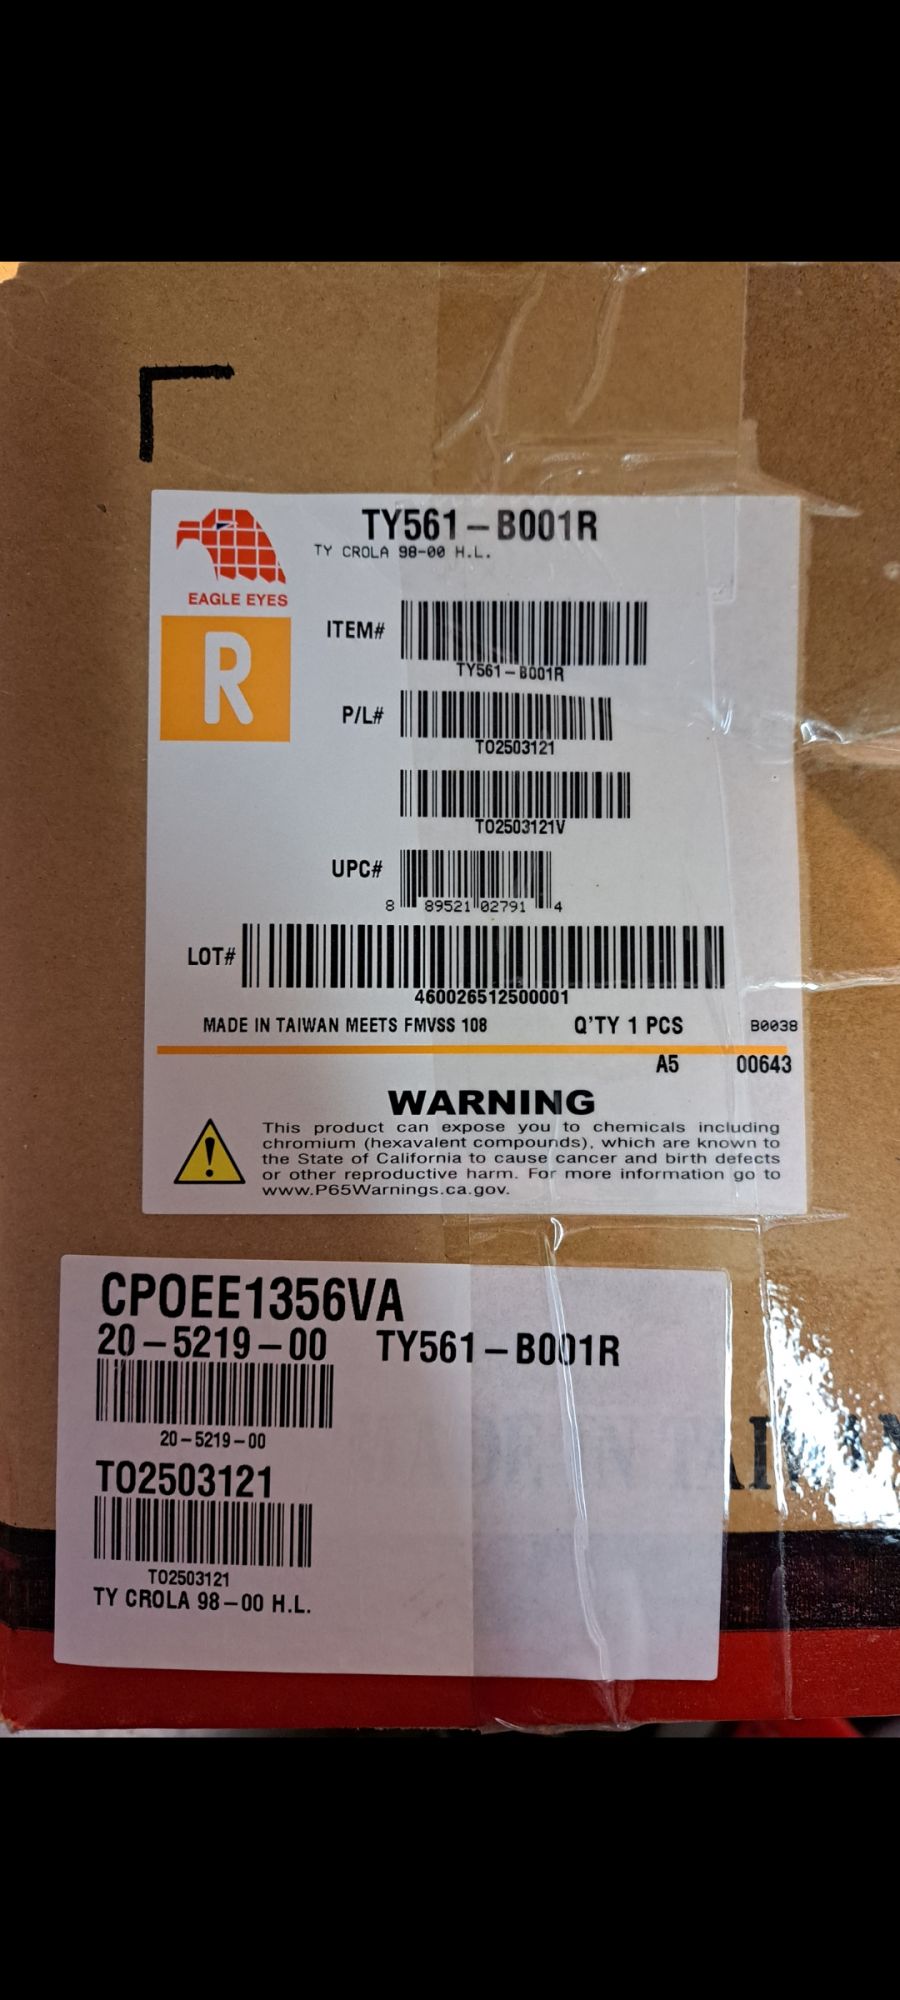 TY561-B001R
TY CROLA 98-00 H.L.
EAGLE EYES
R
ITEM#
TY561-B001R
P/L#
TO2503121
TO2503121V
UPC#
8 89521 02791 4
LOT#
460026512500001
MADE IN TAIWAN MEETS FMVSS 108 Q'TY 1 PCS B0038
A5 00643
WARNING
This product can expose you to chemicals including
chromium (hexavalent compounds), which are known to
the State of California to cause cancer and birth defects
or other reproductive harm. For more information go to
www.P65Warnings.ca.gov.
CPOEE1356VA
20-5219-00 TY561-B001R
20-5219-00
TO2503121
TO2503121
TY CROLA 98-00 H.L.